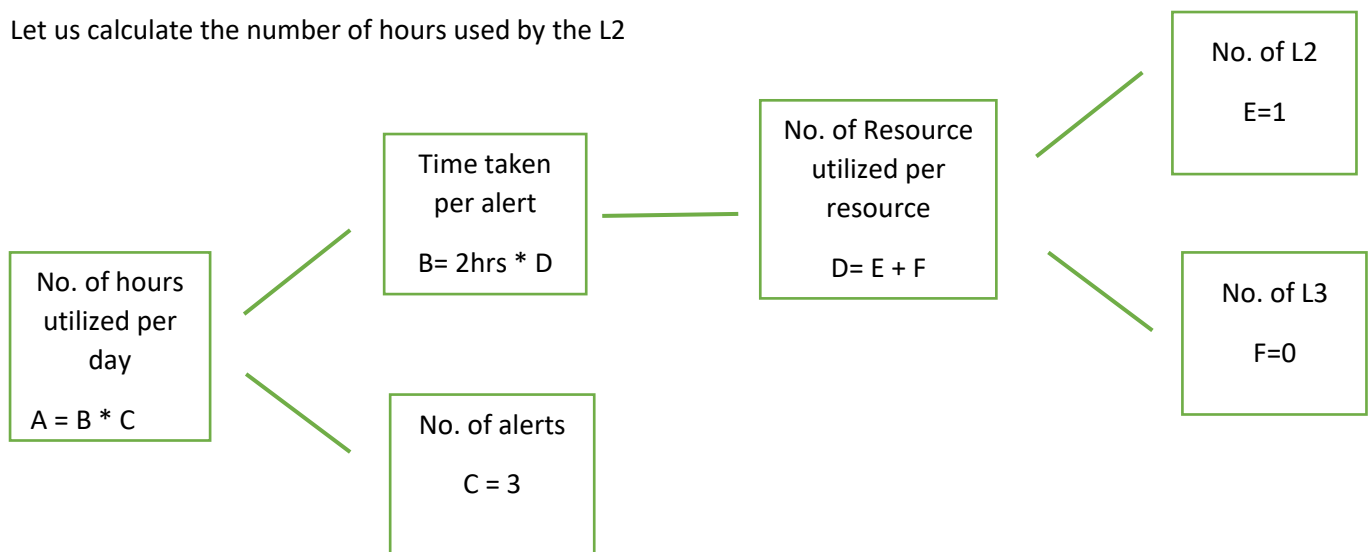 Let us calculate the number of hours used by the L2
No. of hours
utilized per
day
A = B * C
Time taken
per alert
B= 2hrs * D
No. of alerts
C = 3
No. of Resource
utilized per
resource
D= E + F
No. of L2
E=1
No. of L3
F=0